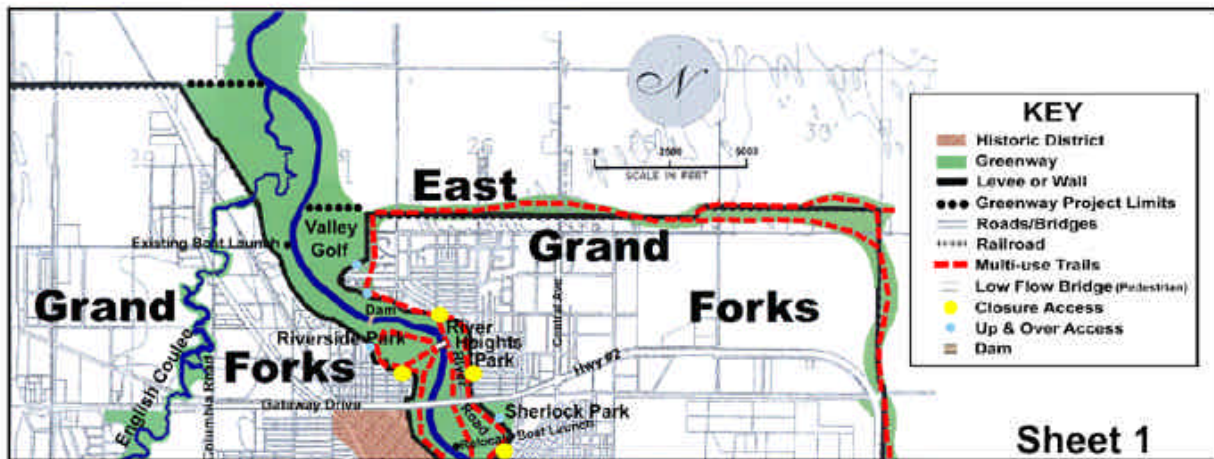 N
0 2500 5000
SCALE IN FEET
East
Grand
Forks
Valley
Golf
Existing Boat Launch
Grand
Forks
Dam
Riverside Park
River
Heights
Park
River
Road
Central Ave
Hwy #2
Gateway Drive
Columbia Road
English Coulee
Sherlock Park
Boat Launch
Sheet 1
KEY
Historic District
Greenway
Levee or Wall
Greenway Project Limits
Roads/Bridges
Railroad
Multi-use Trails
Low Flow Bridge (Pedestrian)
Closure Access
Up & Over Access
Dam